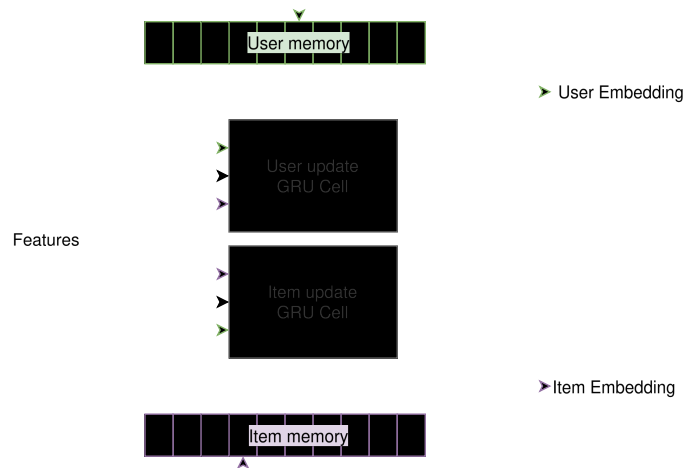 User memory
User Embedding
User update
GRU Cell
Features
Item update
GRU Cell
Item Embedding
Item memory